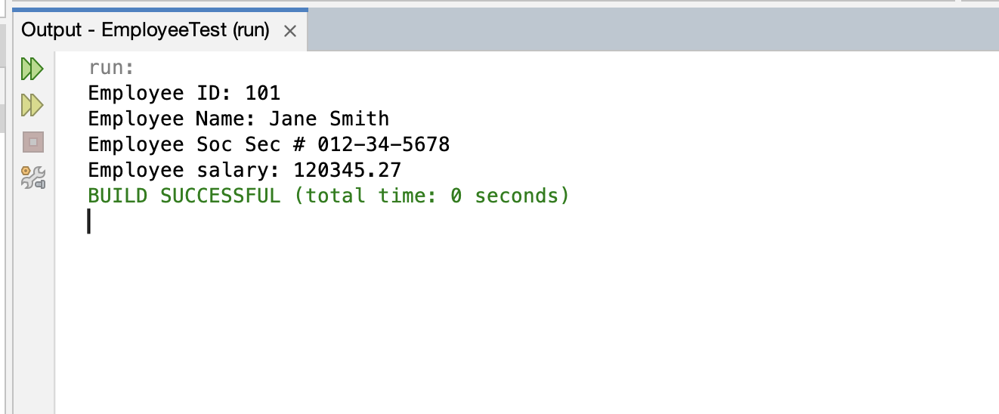 Output - EmployeeTest (run)
run:
Employee ID: 101
Employee Name: Jane Smith
Employee Soc Sec # 012-34-5678
Employee salary: 120345.27
BUILD SUCCESSFUL (total time: 0 seconds)